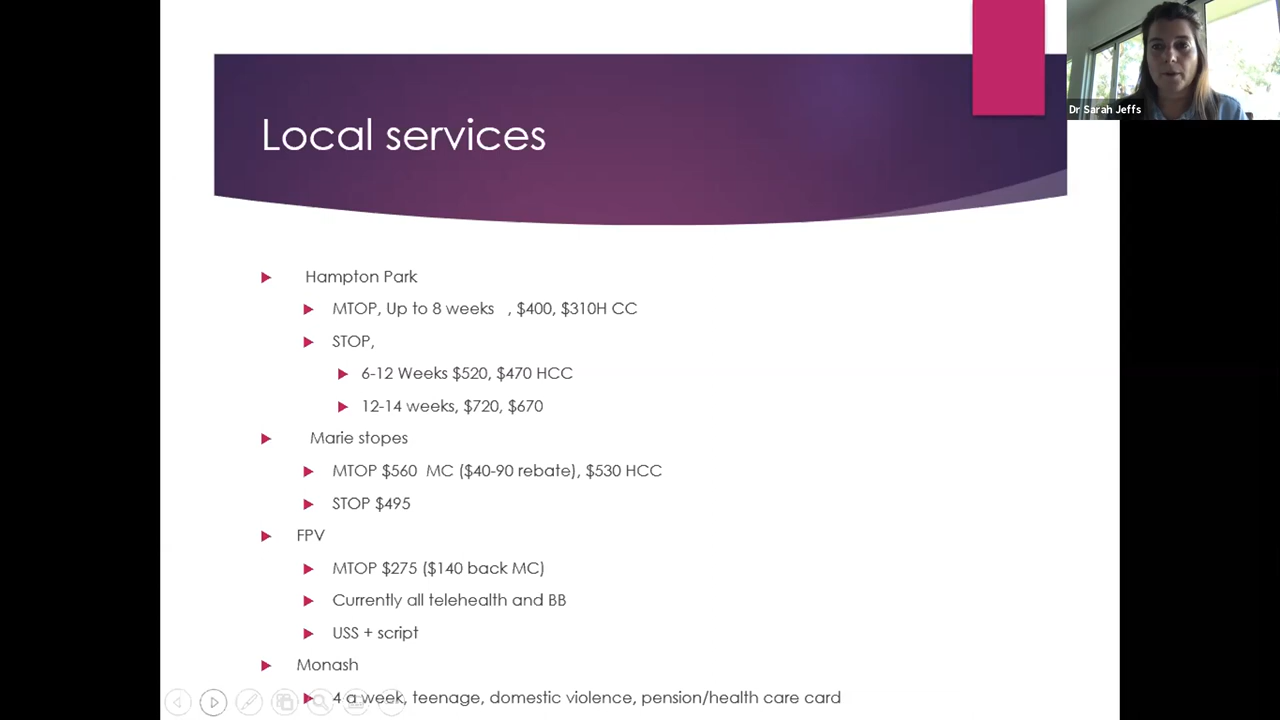 Dr Sarah Jeffs
Local services
Hampton Park
MTOP, Up to 8 weeks , $400, $310H CC
STOP,
6-12 Weeks $520, $470 HCC
12-14 weeks, $720, $670
Marie stopes
MTOP $560 MC ($40-90 rebate), $530 HCC
STOP $495
FPV
MTOP $275 ($140 back MC)
Currently all telehealth and BB
USS + script
Monash
4 a week, teenage, domestic violence, pension/health care card